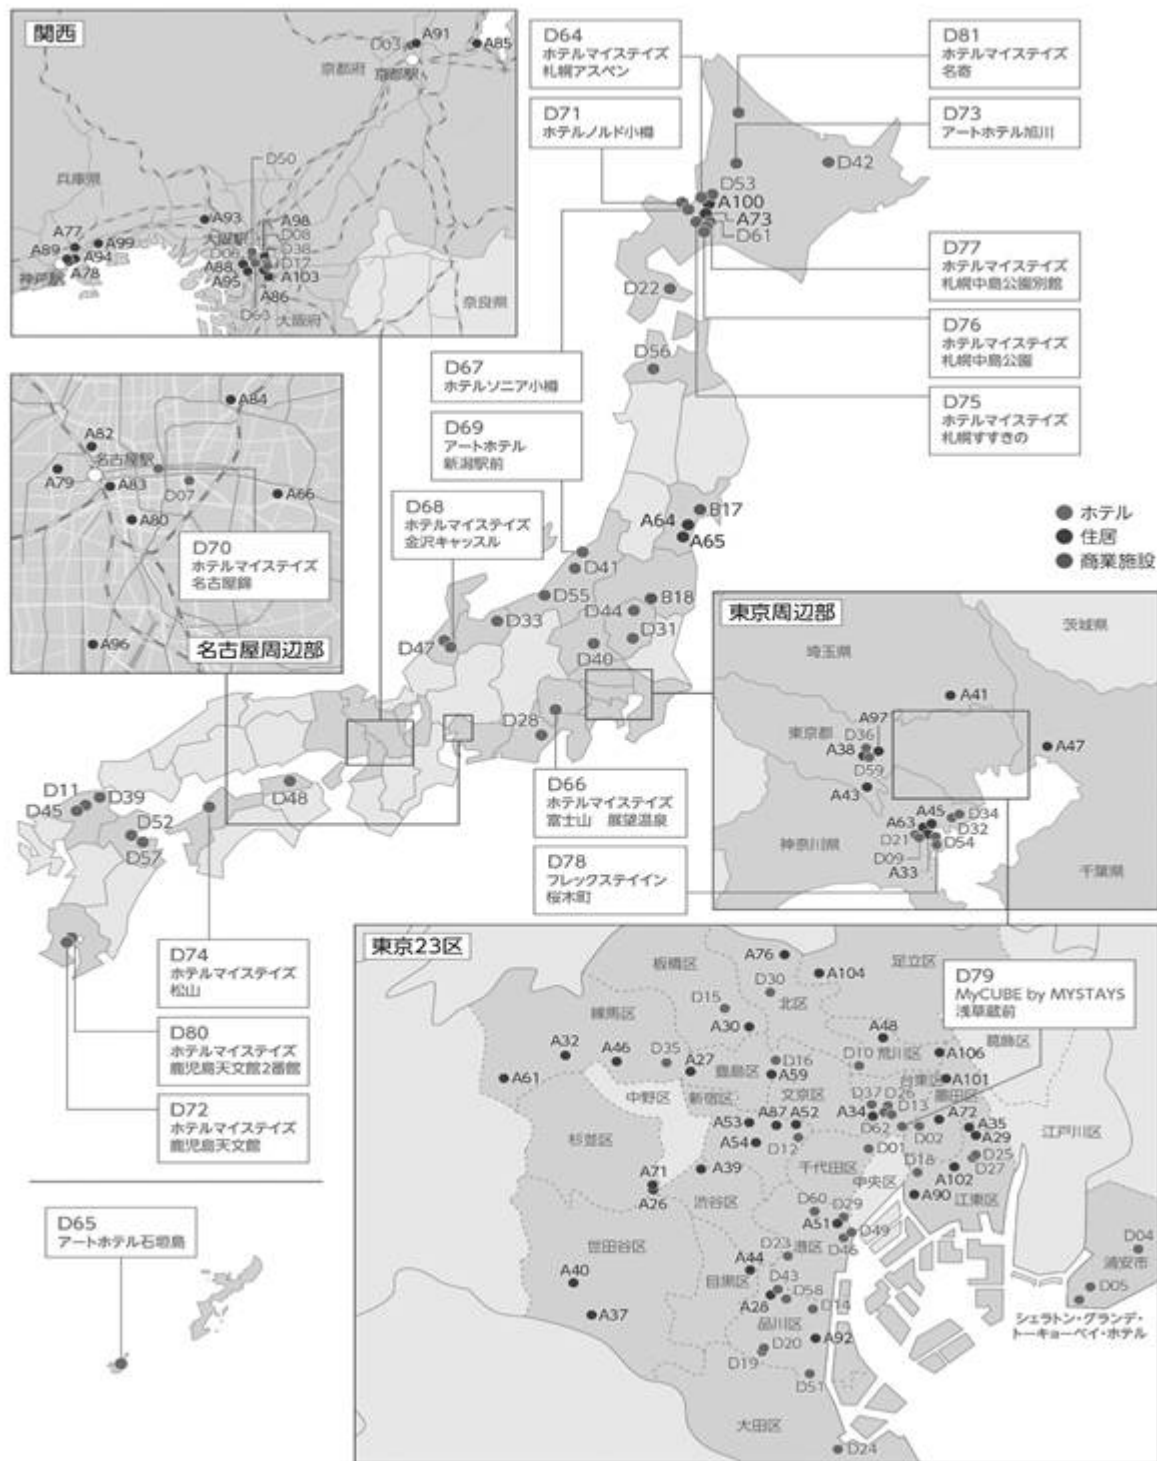 関西
D03
A91
A85
京都府
京都駅
兵庫県
D50
A93
A98
大阪駅
D08
D06
D38
A88
D17
A95
A103
A86
D63
大阪府
奈良県
A77
A99
A89
A94
神戸駅
A78
D64
ホテルマイステイズ
札幌アスペン
D71
ホテルノルド小樽
D81
ホテルマイステイズ
名寄
D73
アートホテル旭川
D42
D53
A100
A73
D61
D22
D56
D77
ホテルマイステイズ
札幌中島公園別館
D76
ホテルマイステイズ
札幌中島公園
D75
ホテルマイステイズ
札幌すすきの
D67
ホテルソニア小樽
D69
アートホテル
新潟駅前
D68
ホテルマイステイズ
金沢キャッスル
A84
A82
名古屋駅
A79
A83
D07
A66
A80
D70
ホテルマイステイズ
名古屋錦
A96
名古屋周辺部
B17
A64
A65
ホテル
住居
商業施設
D41
D55
B18
D44
D33
D31
D47
D40
D28
D48
D11
D39
D45
D52
D57
D66
ホテルマイステイズ
富士山 展望温泉
D78
フレックステイイン
桜木町
東京周辺部
茨城県
埼玉県
A41
A97
東京都
D36
A38
A47
D59
A43
A45
D34
A63
D32
神奈川県
D21
D54
D09
A33
千葉県
D74
ホテルマイステイズ
松山
D80
ホテルマイステイズ
鹿児島天文館2番館
D72
ホテルマイステイズ
鹿児島天文館
D65
アートホテル石垣島
東京23区
板橋区
A76
A104
足立区
D79
MyCUBE by MYSTAYS
浅草蔵前
D30
D15
北区
練馬区
A30
A48
葛飾区
A32
A46
D35
A27
D16
D10
荒川区
A106
A61
豊島区
A59
台東区
A101
中野区
新宿区
文京区
D37
D26
墨田区
A53
A87
A52
A34
D13
A72
A35
杉並区
D62
D02
A29
江戸川区
A54
D12
D01
D25
千代田区
D18
D27
A39
中央区
A102
A71
A90
江東区
A26
渋谷区
D60
D29
A51
D49
世田谷区
D23
港区
D46
D04
A44
浦安市
A40
目黒区
D43
D05
A28
D58
D14
シェラトン・グランデ・
トーキョーベイ・ホテル
A37
品川区
D20
A92
D19
D51
大田区
D24